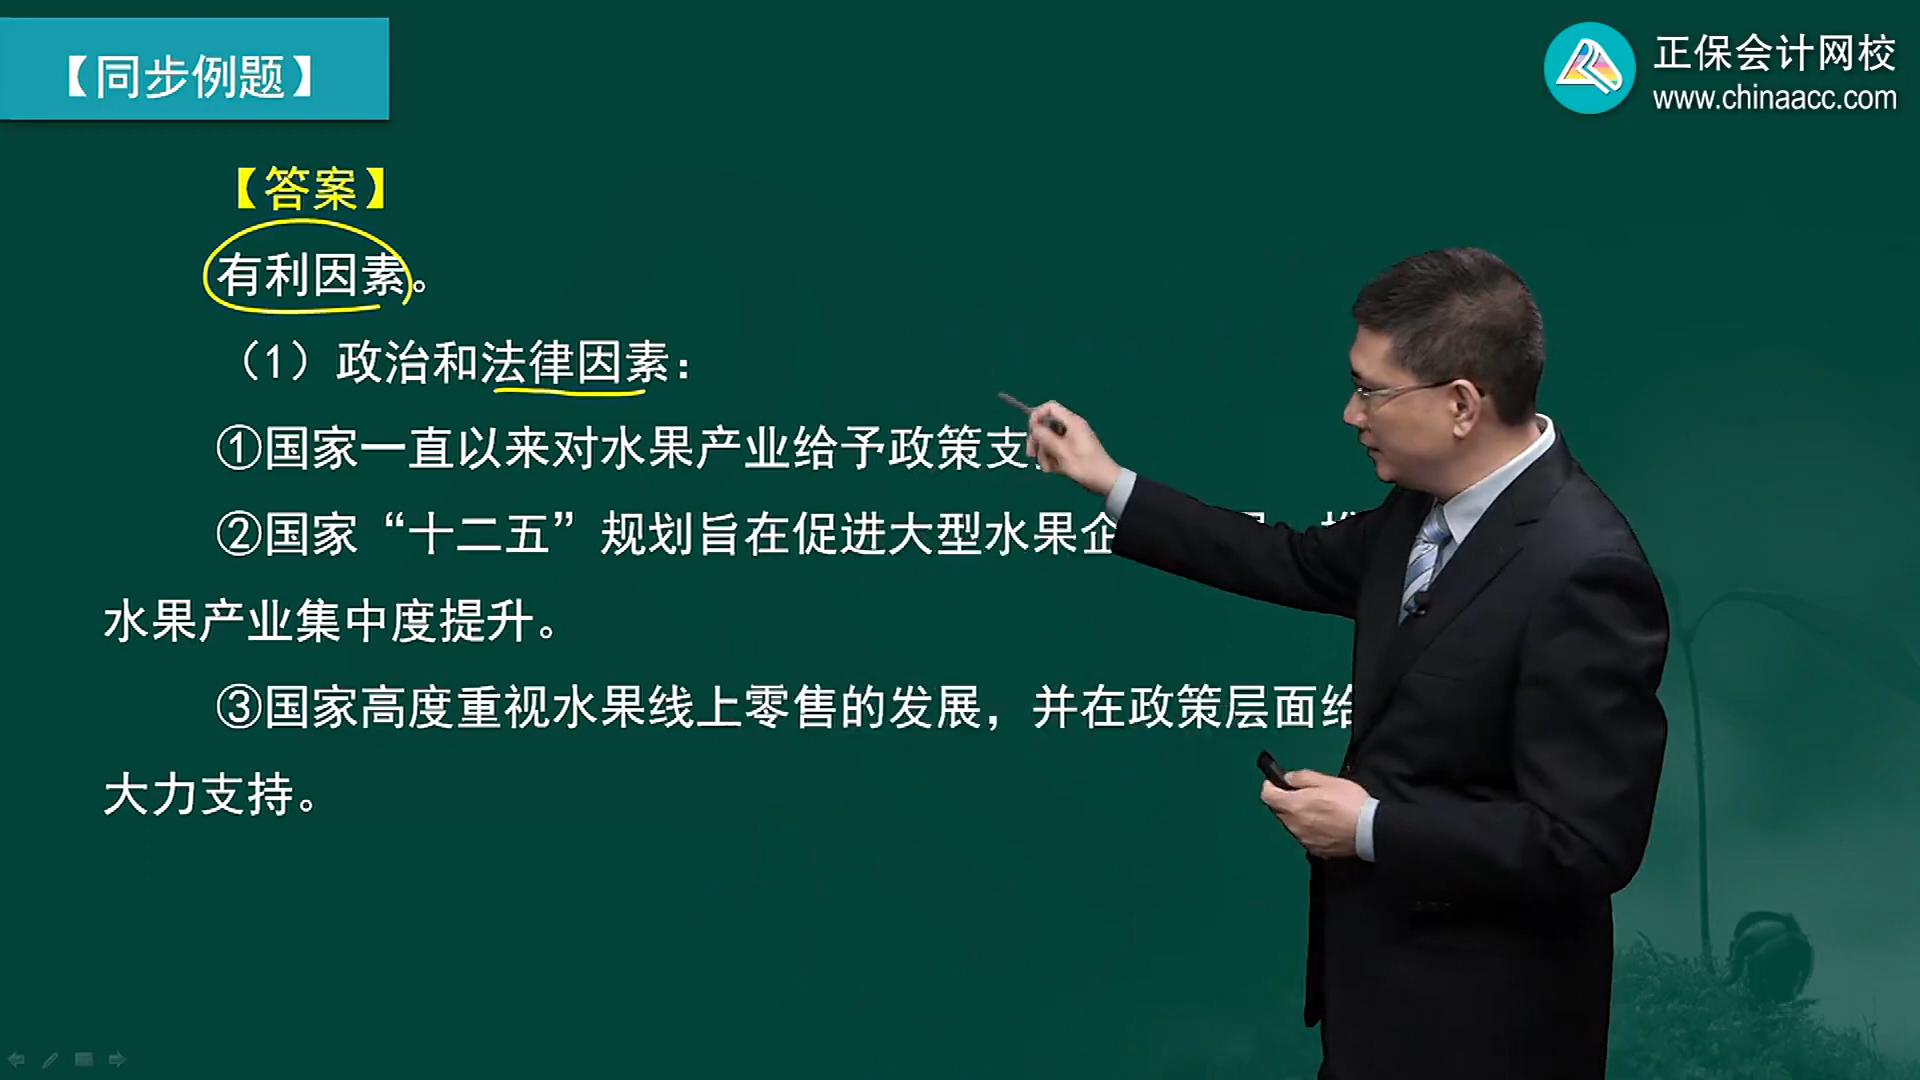 【同步例题】
正保会计网校
www.chinaacc.com
【答案】
有利因素。
（1）政治和法律因素：
①国家一直以来对水果产业给予政策支
②国家“十二五”规划旨在促进大型水果企
水果产业集中度提升。
③国家高度重视水果线上零售的发展，并在政策层面给
大力支持。